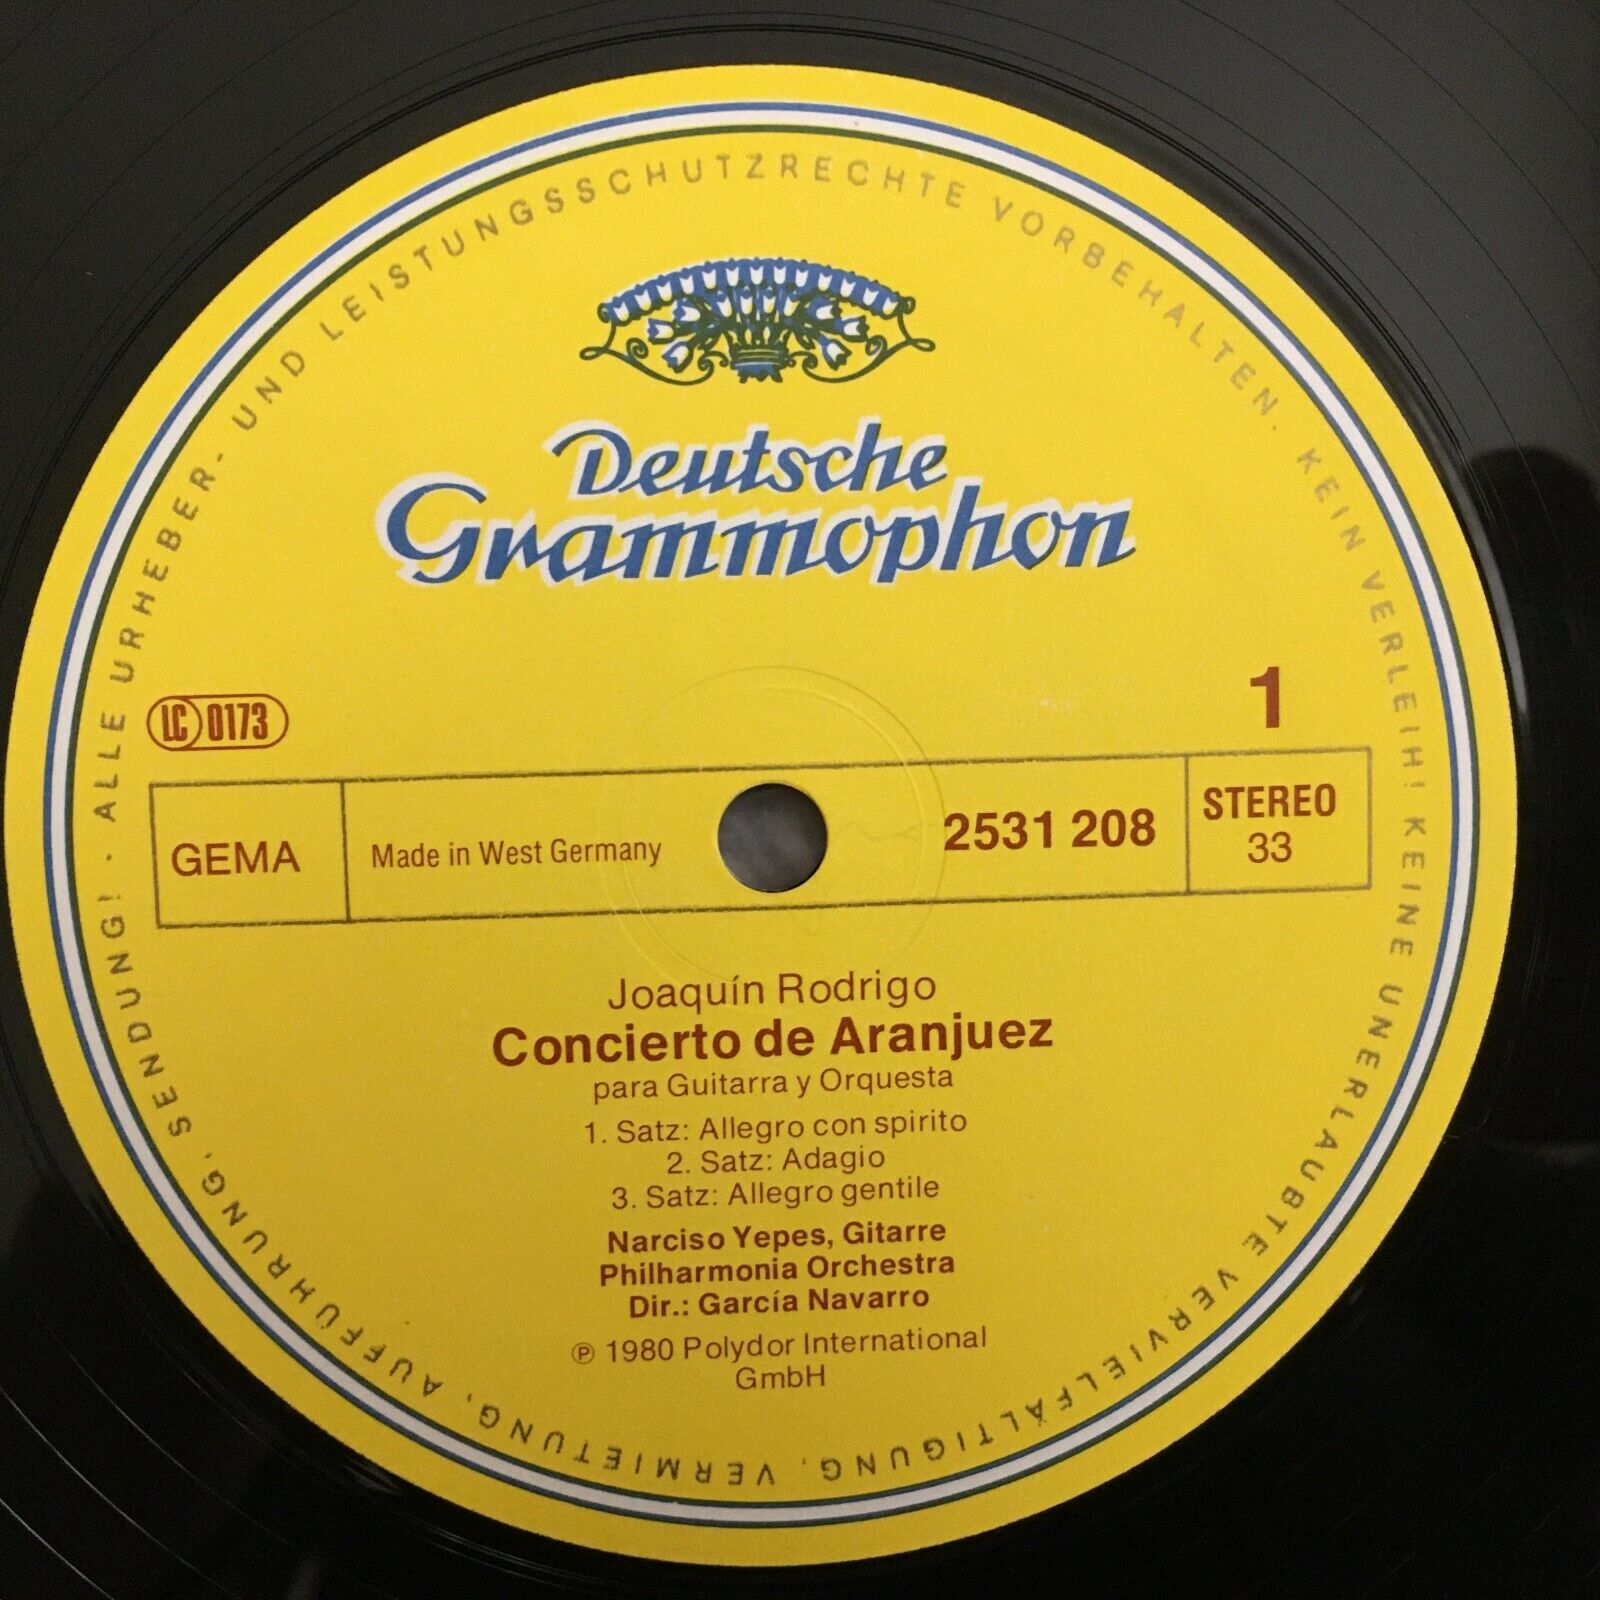 ALLE URHEBER- UND LEISTUNGSSCHUTZRECHTE VORBEHALTEN. KEIN VERLEIH! KEINE UNERLAUBTE VERVIELFÄLTIGUNG, VERMIETUNG, AUFFÜHRUNG, SENDUNG! ·
Deutsche
Grammophon
LC 0173
1
GEMA
Made in West Germany
2531 208
STEREO
33
Joaquín Rodrigo
Concierto de Aranjuez
para Guitarra y Orquesta
1. Satz: Allegro con spirito
2. Satz: Adagio
3. Satz: Allegro gentile
Narciso Yepes, Gitarre
Philharmonia Orchestra
Dir.: García Navarro
℗ 1980 Polydor International
GmbH